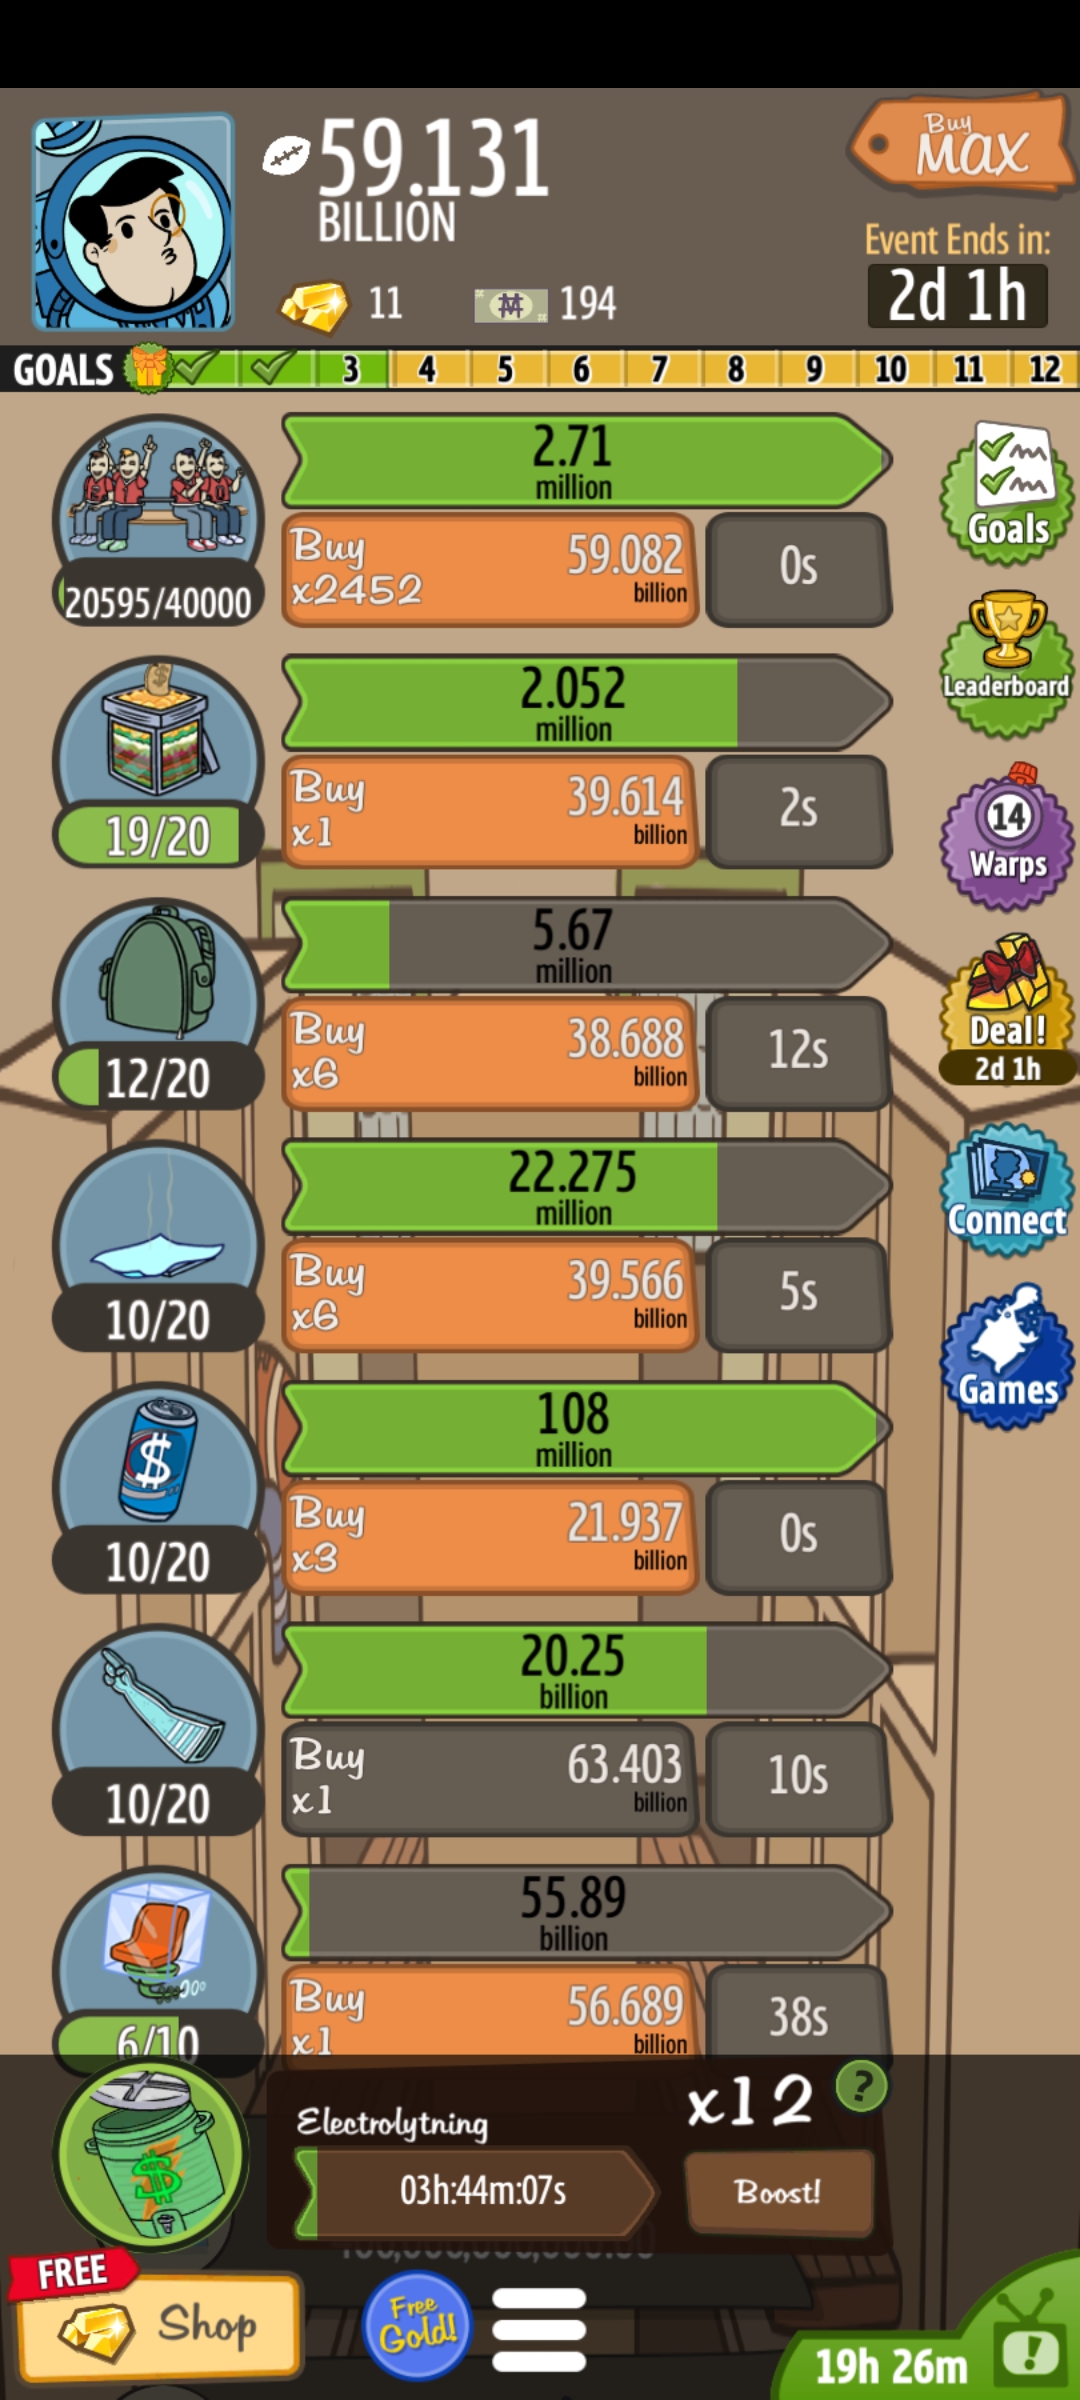 59.131
BILLION
Buy
MAX
11
194
Event Ends in:
2d 1h
GOALS
3
4
5
6
7
8
9
10
11
12
2.71
million
Buy
x2452
59.082
billion
0s
20595/40000
Goals
2.052
million
Buy
x1
39.614
billion
2s
19/20
Leaderboard
14
Warps
5.67
million
Buy
x6
38.688
billion
12s
12/20
Deal!
2d 1h
22.275
million
Buy
x6
39.566
billion
5s
10/20
Connect
108
million
Buy
x3
21.937
billion
0s
10/20
Games
20.25
billion
Buy
x1
63.403
billion
10s
10/20
55.89
billion
Buy
x1
56.689
billion
38s
6/10
Electrolytning
x12
?
03h:44m:07s
Boost!
FREE
Shop
Free
Gold!
19h 26m
!